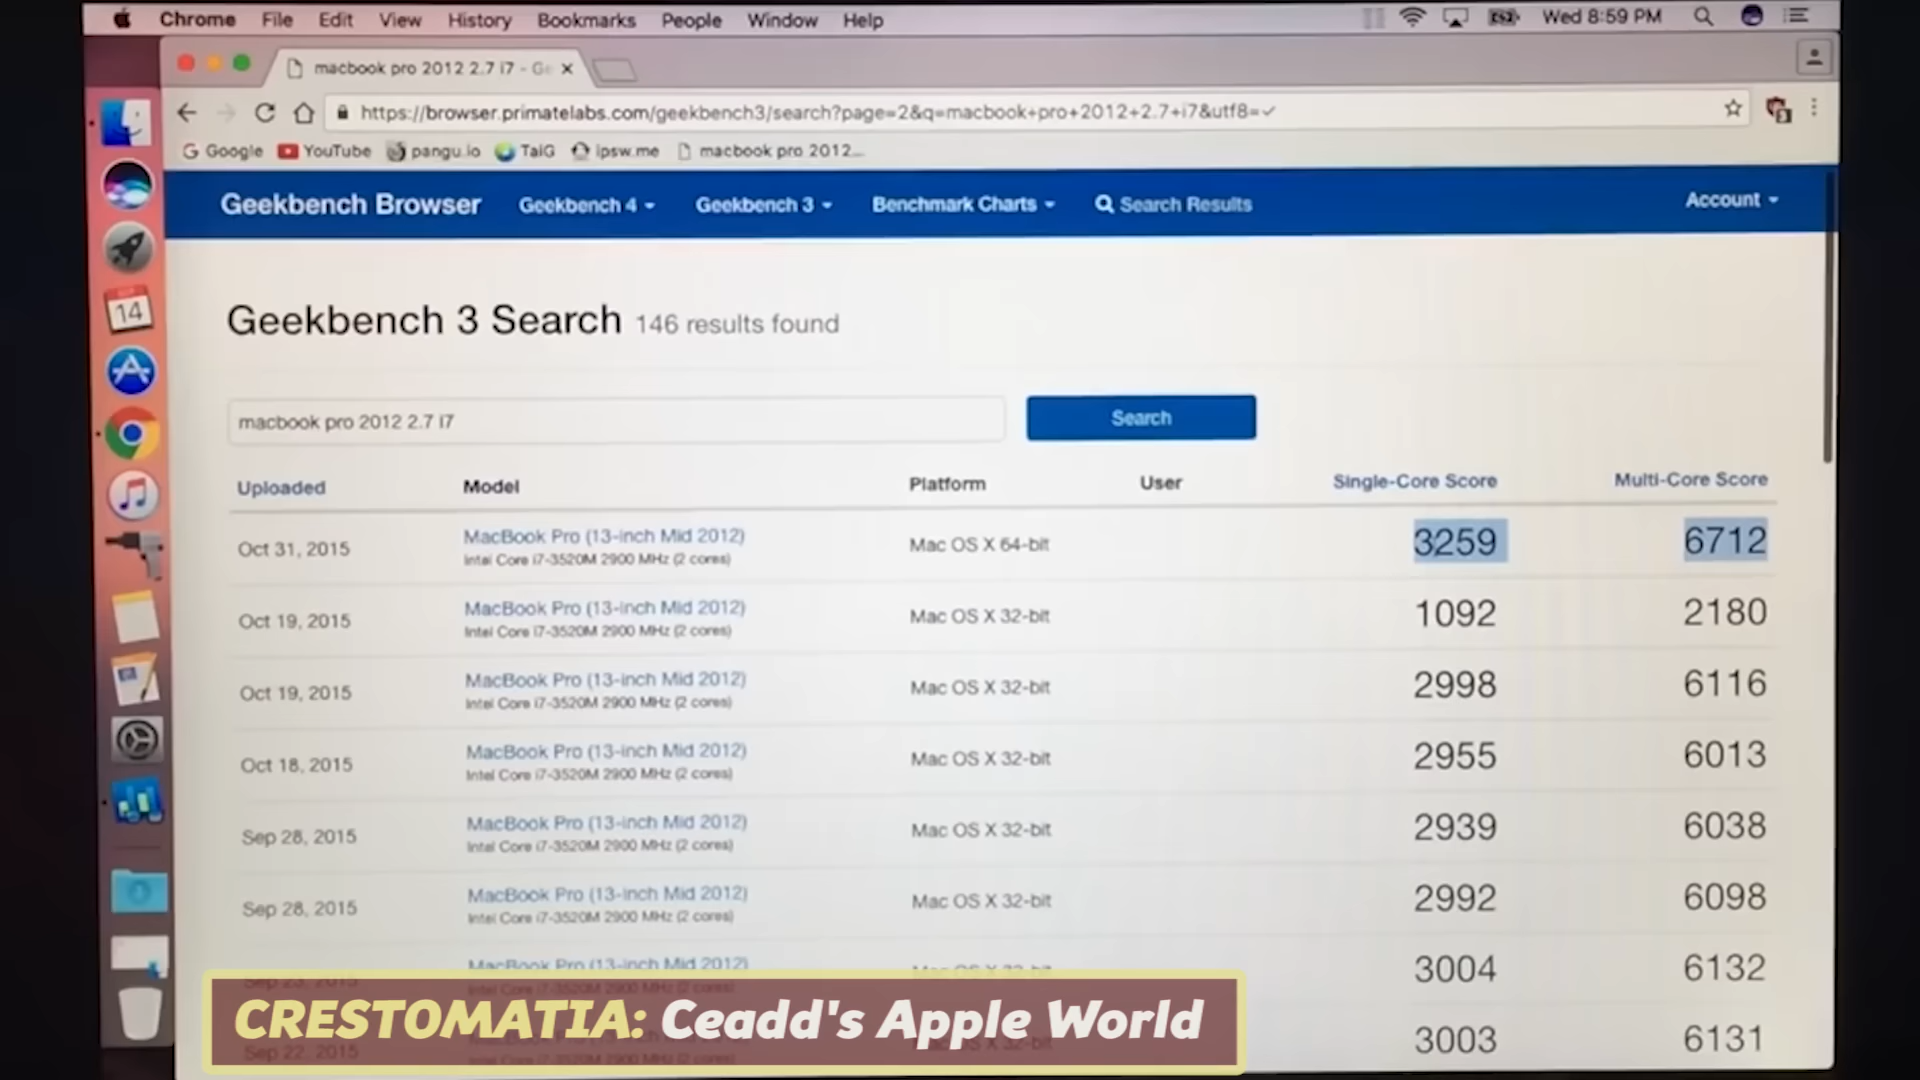 Chrome File Edit View History Bookmarks People Window Help Wed 8:59 PM
macbook pro 2012 2.7 i7 - Ge
https://browser.primatelabs.com/geekbench3/search?page=2&q=macbook+pro+2012+2.7+i7&utf8=✓
Google YouTube pangu.io TaiG ipsw.me macbook pro 2012...
Geekbench Browser Geekbench 4 Geekbench 3 Benchmark Charts Search Results Account
14
Geekbench 3 Search 146 results found
macbook pro 2012 2.7 i7 Search
Uploaded Model Platform User Single-Core Score Multi-Core Score
Oct 31, 2015 MacBook Pro (13-inch Mid 2012) Mac OS X 64-bit 3259 6712
Intel Core i7-3520M 2900 MHz (2 cores)
Oct 19, 2015 MacBook Pro (13-inch Mid 2012) Mac OS X 32-bit 1092 2180
Intel Core i7-3520M 2900 MHz (2 cores)
Oct 19, 2015 MacBook Pro (13-inch Mid 2012) Mac OS X 32-bit 2998 6116
Intel Core i7-3520M 2900 MHz (2 cores)
Oct 18, 2015 MacBook Pro (13-inch Mid 2012) Mac OS X 32-bit 2955 6013
Intel Core i7-3520M 2900 MHz (2 cores)
Sep 28, 2015 MacBook Pro (13-inch Mid 2012) Mac OS X 32-bit 2939 6038
Intel Core i7-3520M 2900 MHz (2 cores)
Sep 28, 2015 MacBook Pro (13-inch Mid 2012) Mac OS X 32-bit 2992 6098
Intel Core i7-3520M 2900 MHz (2 cores)
MacBook Pro (13-inch Mid 2012) 3004 6132
CRESTOMATIA: Ceadd's Apple World
Sep 22, 2015 3003 6131